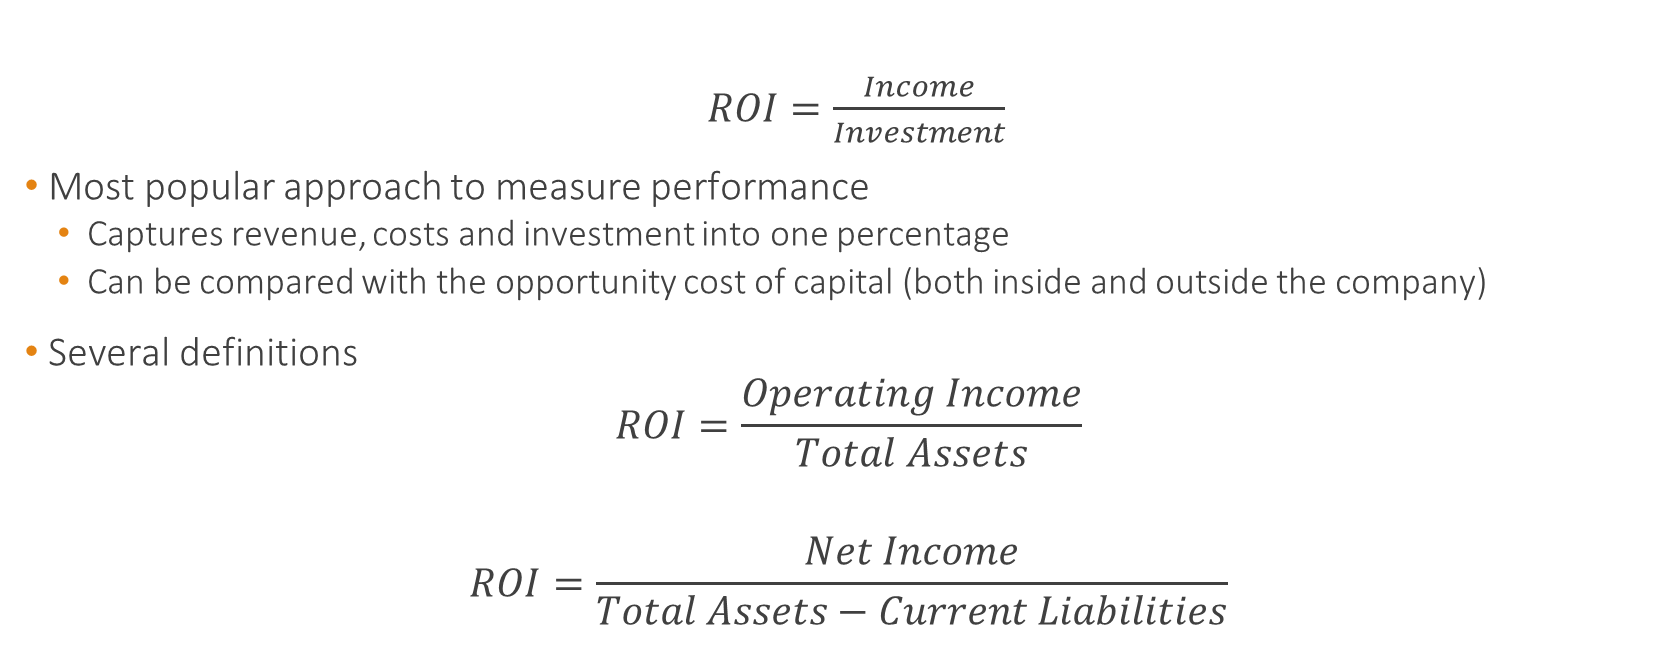 ROI = Income / Investment
• Most popular approach to measure performance
• Captures revenue, costs and investment into one percentage
• Can be compared with the opportunity cost of capital (both inside and outside the company)
• Several definitions
ROI = Operating Income / Total Assets
ROI = Net Income / Total Assets − Current Liabilities